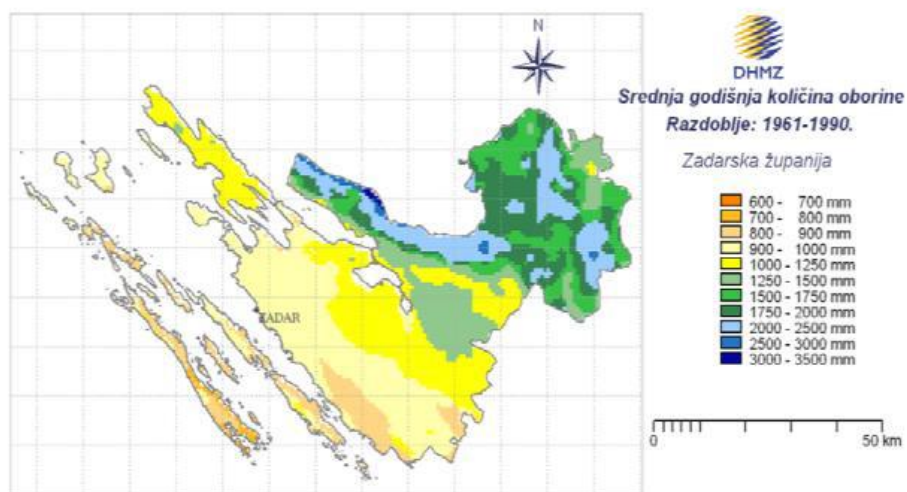 N
DHMZ
Srednja godišnja količina oborine
Razdoblje: 1961-1990.
Zadarska županija
600 - 700 mm
700 - 800 mm
800 - 900 mm
900 - 1000 mm
1000 - 1250 mm
1250 - 1500 mm
1500 - 1750 mm
1750 - 2000 mm
2000 - 2500 mm
2500 - 3000 mm
3000 - 3500 mm
ZADAR
0 50 km